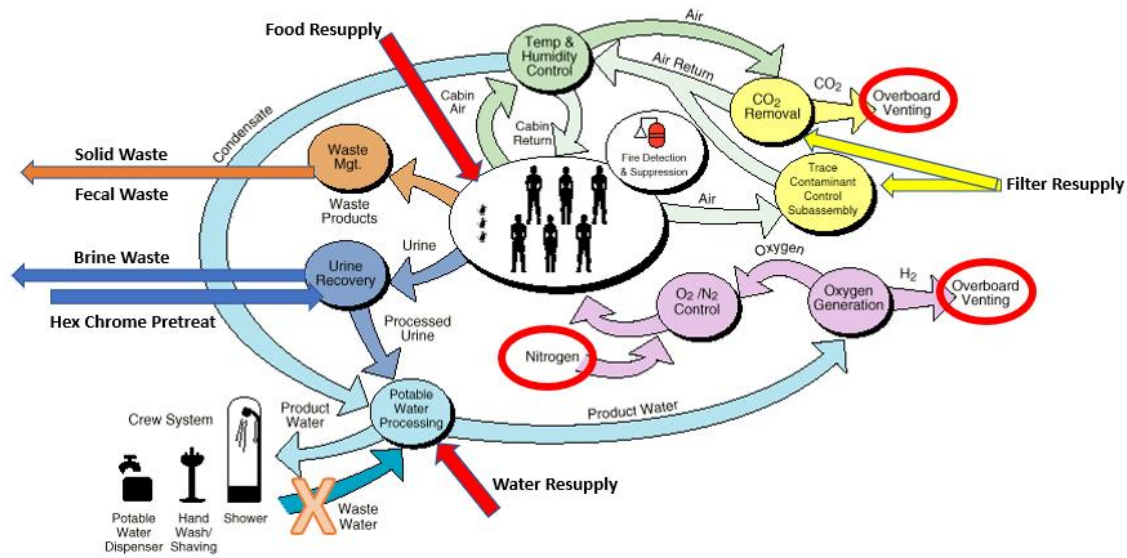 Food Resupply
Temp &
Humidity
Control
Air
Air Return
CO2
Removal
CO2
Overboard
Venting
Cabin
Air
Cabin
Return
Condensate
Fire Detection
& Suppression
Solid Waste
Fecal Waste
Waste
Mgt.
Waste
Products
Trace
Contaminant
Control
Subassembly
Filter Resupply
Air
Brine Waste
Hex Chrome Pretreat
Urine
Urine
Recovery
Oxygen
O2 /N2
Control
Oxygen
Generation
H2
Overboard
Venting
Processed
Urine
Nitrogen
Crew System
Product
Water
Potable
Water
Processing
Product Water
X
Waste
Water
Water Resupply
Potable
Water
Dispenser
Hand
Wash/
Shaving
Shower